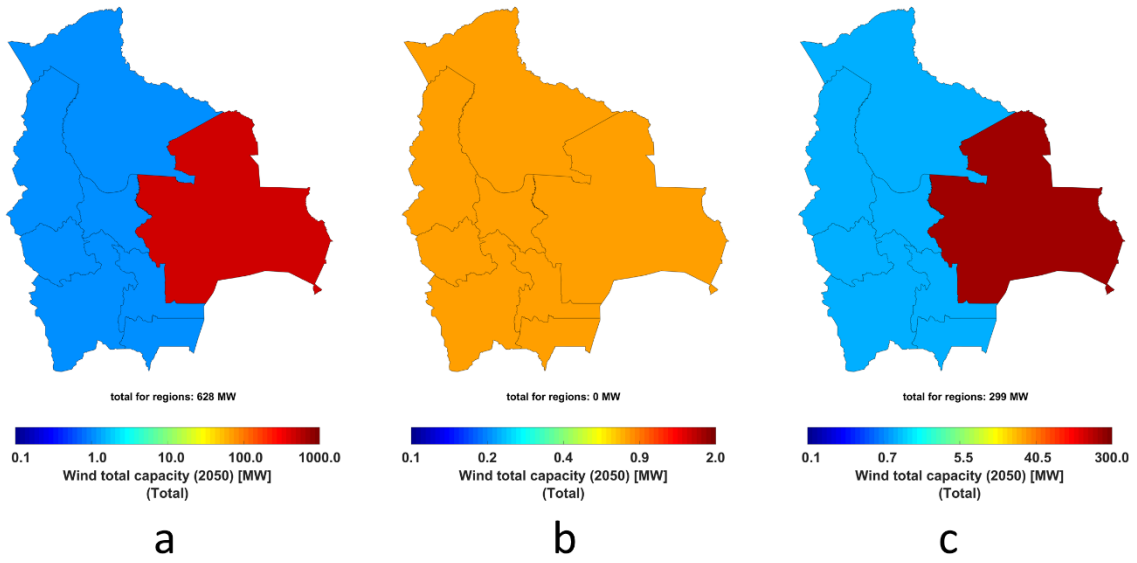 total for regions: 628 MW
0.1 1.0 10.0 100.0 1000.0
Wind total capacity (2050) [MW]
(Total)
a
total for regions: 0 MW
0.1 0.2 0.4 0.9 2.0
Wind total capacity (2050) [MW]
(Total)
b
total for regions: 299 MW
0.1 0.7 5.5 40.5 300.0
Wind total capacity (2050) [MW]
(Total)
c